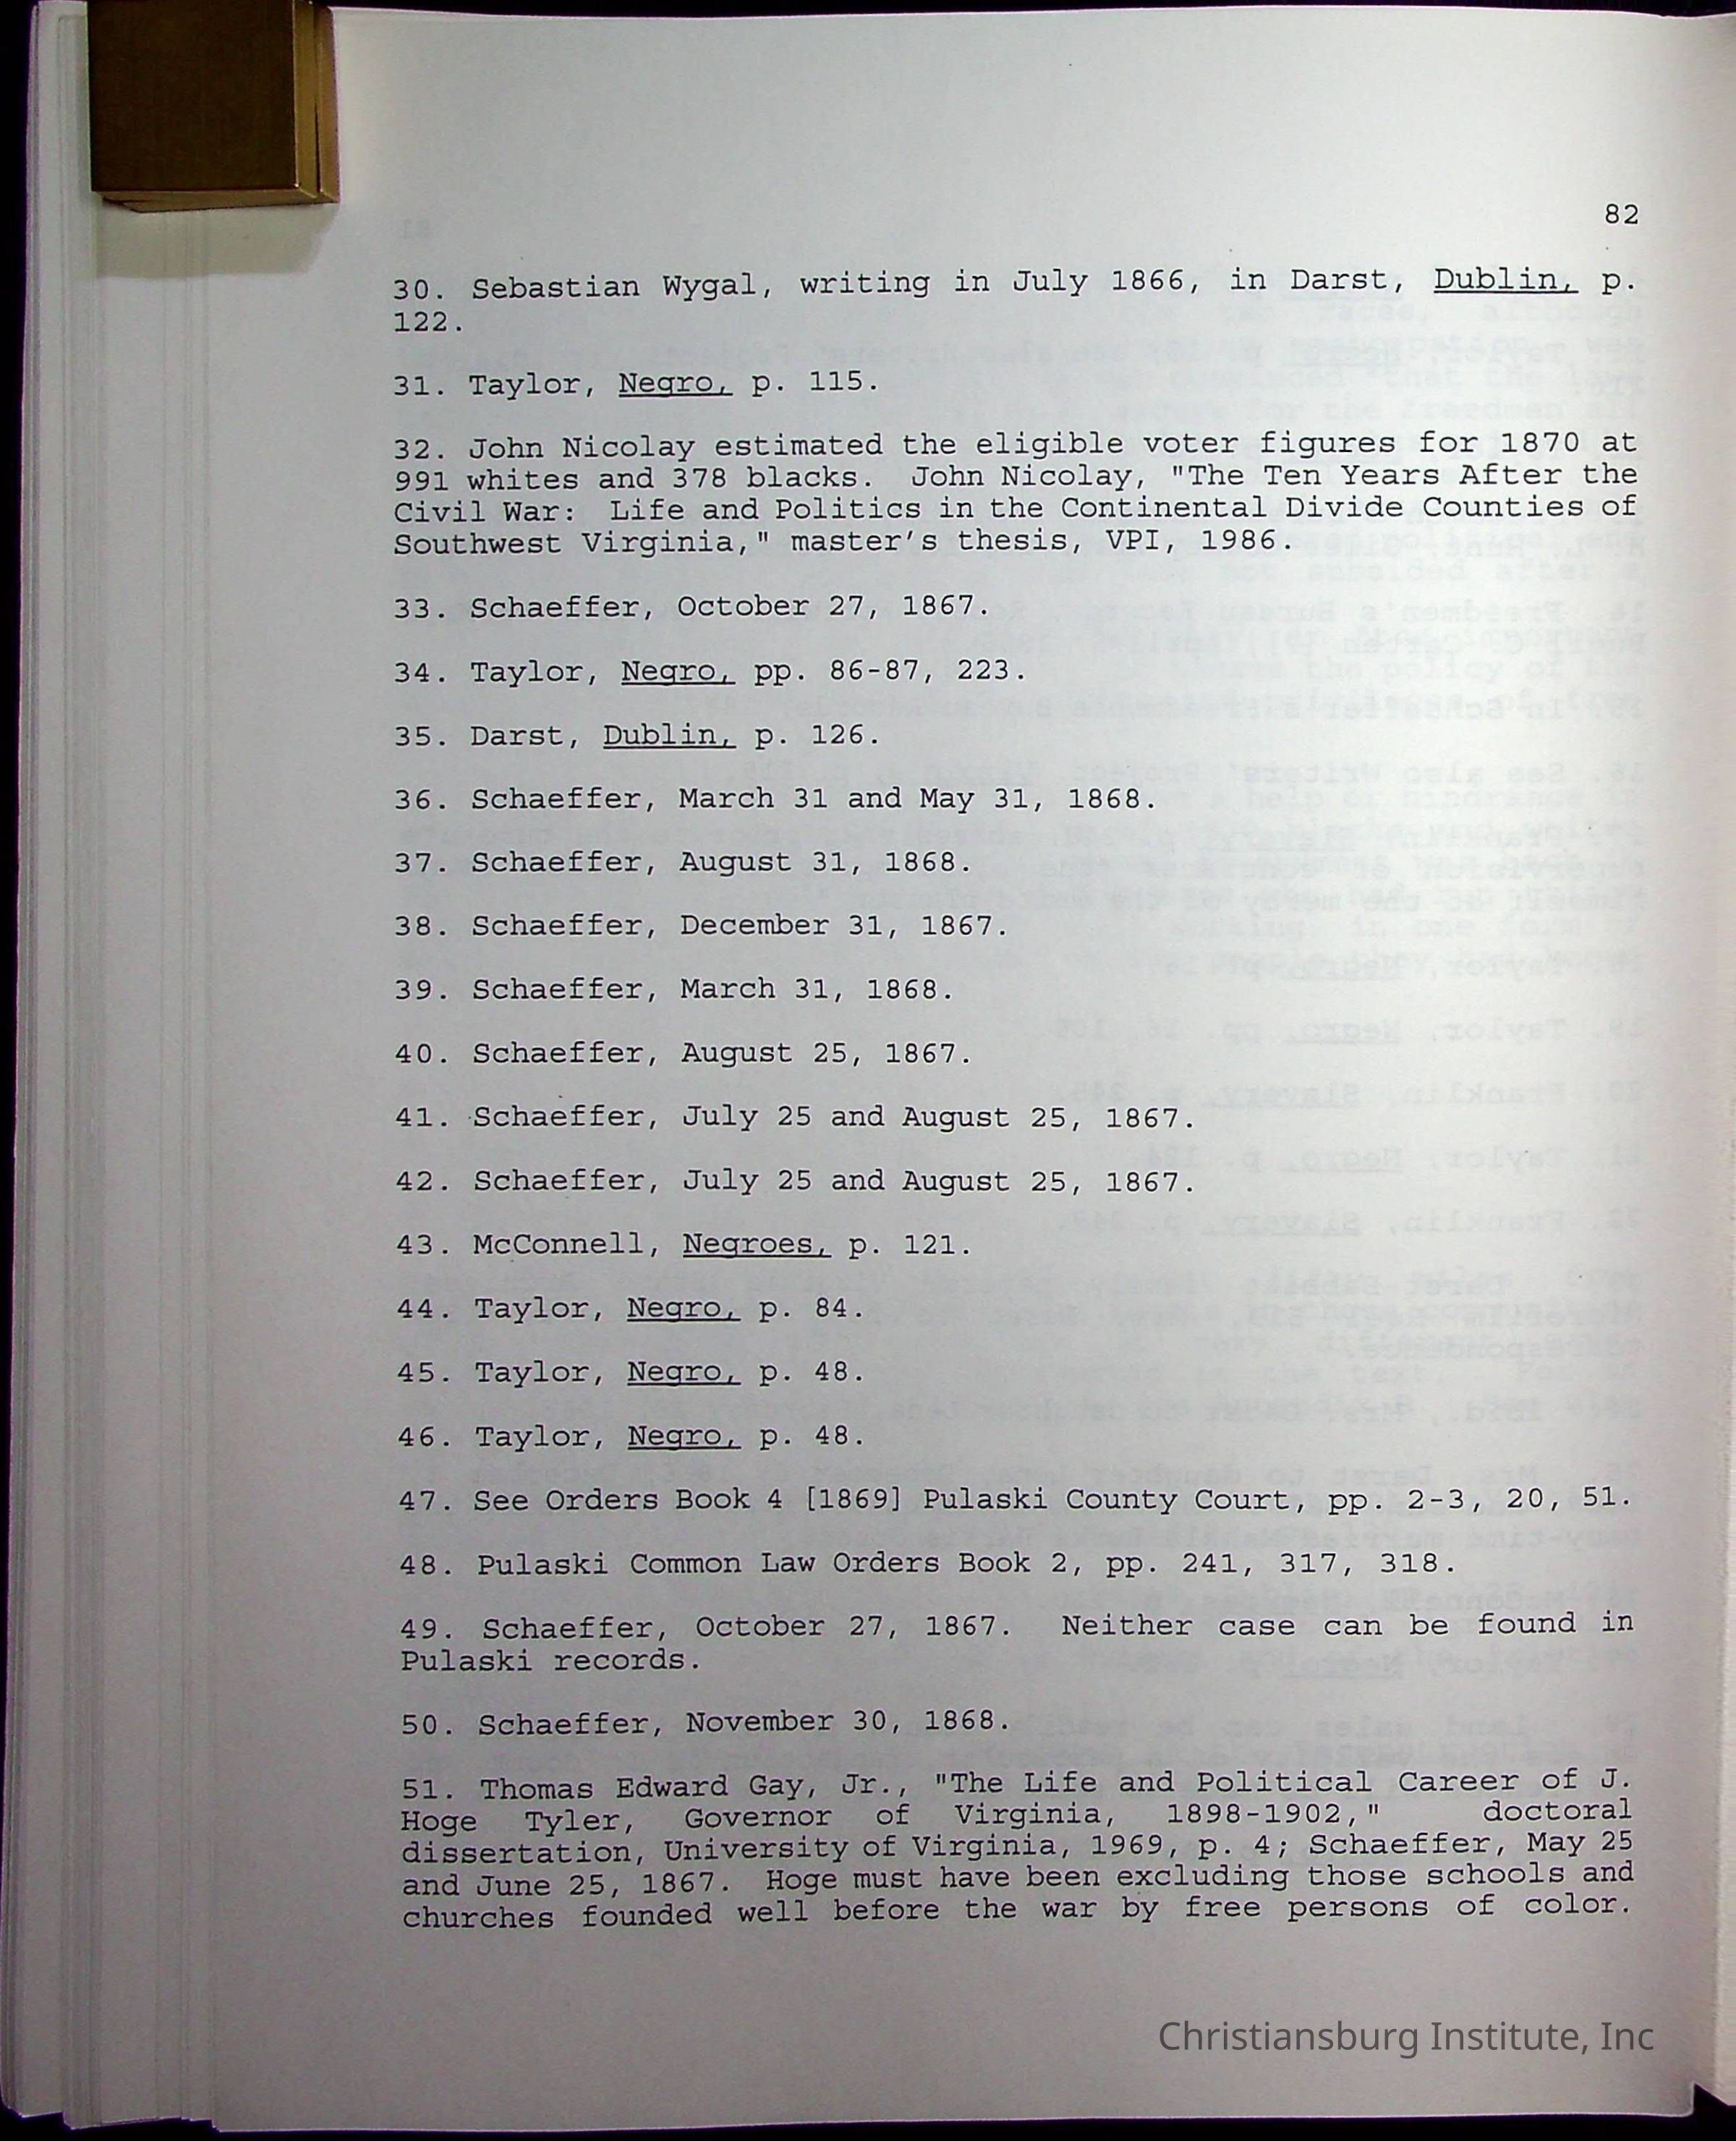 82
30. Sebastian Wygal, writing in July 1866, in Darst, Dublin, p.
122.
31. Taylor, Negro, p. 115.
32. John Nicolay estimated the eligible voter figures for 1870 at
991 whites and 378 blacks. John Nicolay, "The Ten Years After the
Civil War: Life and Politics in the Continental Divide Counties of
Southwest Virginia," master's thesis, VPI, 1986.
33. Schaeffer, October 27, 1867.
34. Taylor, Negro, pp. 86-87, 223.
35. Darst, Dublin, p. 126.
36. Schaeffer, March 31 and May 31, 1868.
37. Schaeffer, August 31, 1868.
38. Schaeffer, December 31, 1867.
39. Schaeffer, March 31, 1868.
40. Schaeffer, August 25, 1867.
41. Schaeffer, July 25 and August 25, 1867.
42. Schaeffer, July 25 and August 25, 1867.
43. McConnell, Negroes, p. 121.
44. Taylor, Negro, p. 84.
45. Taylor, Negro, p. 48.
46. Taylor, Negro, p. 48.
47. See Orders Book 4 [1869] Pulaski County Court, pp. 2-3, 20, 51.
48. Pulaski Common Law Orders Book 2, pp. 241, 317, 318.
49. Schaeffer, October 27, 1867. Neither case can be found in
Pulaski records.
50. Schaeffer, November 30, 1868.
51. Thomas Edward Gay, Jr., "The Life and Political Career of J.
Hoge Tyler, Governor of Virginia, 1898-1902," doctoral
dissertation, University of Virginia, 1969, p. 4; Schaeffer, May 25
and June 25, 1867. Hoge must have been excluding those schools and
churches founded well before the war by free persons of color.
Christiansburg Institute, Inc